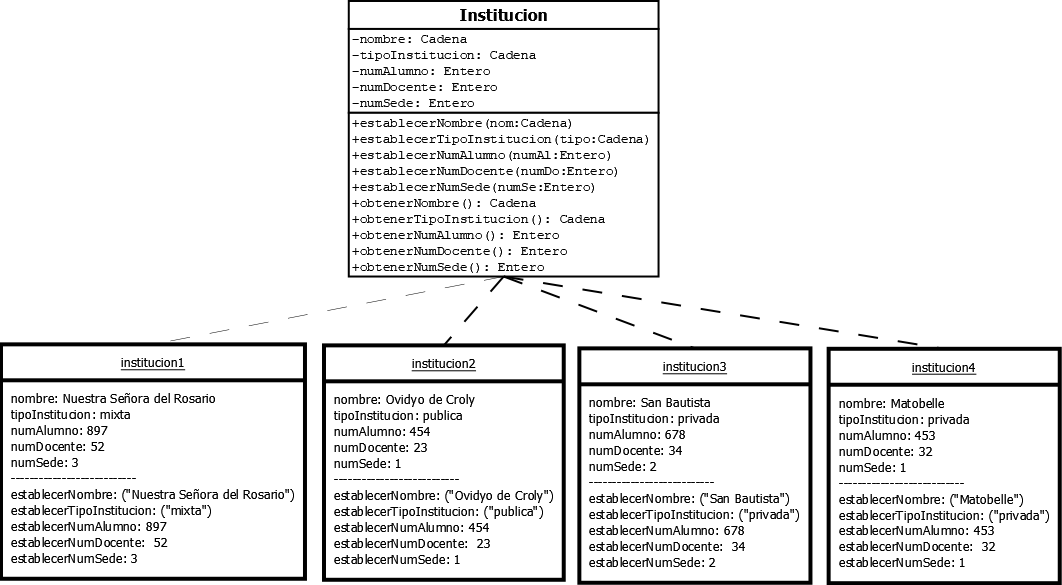 Institucion
-nombre: Cadena
-tipoInstitucion: Cadena
-numAlumno: Entero
-numDocente: Entero
-numSede: Entero
+establecerNombre(nom:Cadena)
+establecerTipoInstitucion(tipo:Cadena)
+establecerNumAlumno(numAl:Entero)
+establecerNumDocente(numDo:Entero)
+establecerNumSede(numSe:Entero)
+obtenerNombre(): Cadena
+obtenerTipoInstitucion(): Cadena
+obtenerNumAlumno(): Entero
+obtenerNumDocente(): Entero
+obtenerNumSede(): Entero
institucion1
nombre: Nuestra Señora del Rosario
tipoInstitucion: mixta
numAlumno: 897
numDocente: 52
numSede: 3
---------------------------
establecerNombre: ("Nuestra Señora del Rosario")
establecerTipoInstitucion: ("mixta")
establecerNumAlumno: 897
establecerNumDocente: 52
establecerNumSede: 3
institucion2
nombre: Ovidyo de Croly
tipoInstitucion: publica
numAlumno: 454
numDocente: 23
numSede: 1
---------------------------
establecerNombre: ("Ovidyo de Croly")
establecerTipoInstitucion: ("publica")
establecerNumAlumno: 454
establecerNumDocente: 23
establecerNumSede: 1
institucion3
nombre: San Bautista
tipoInstitucion: privada
numAlumno: 678
numDocente: 34
numSede: 2
---------------------------
establecerNombre: ("San Bautista")
establecerTipoInstitucion: ("privada")
establecerNumAlumno: 678
establecerNumDocente: 34
establecerNumSede: 2
institucion4
nombre: Matobelle
tipoInstitucion: privada
numAlumno: 453
numDocente: 32
numSede: 1
---------------------------
establecerNombre: ("Matobelle")
establecerTipoInstitucion: ("privada")
establecerNumAlumno: 453
establecerNumDocente: 32
establecerNumSede: 1